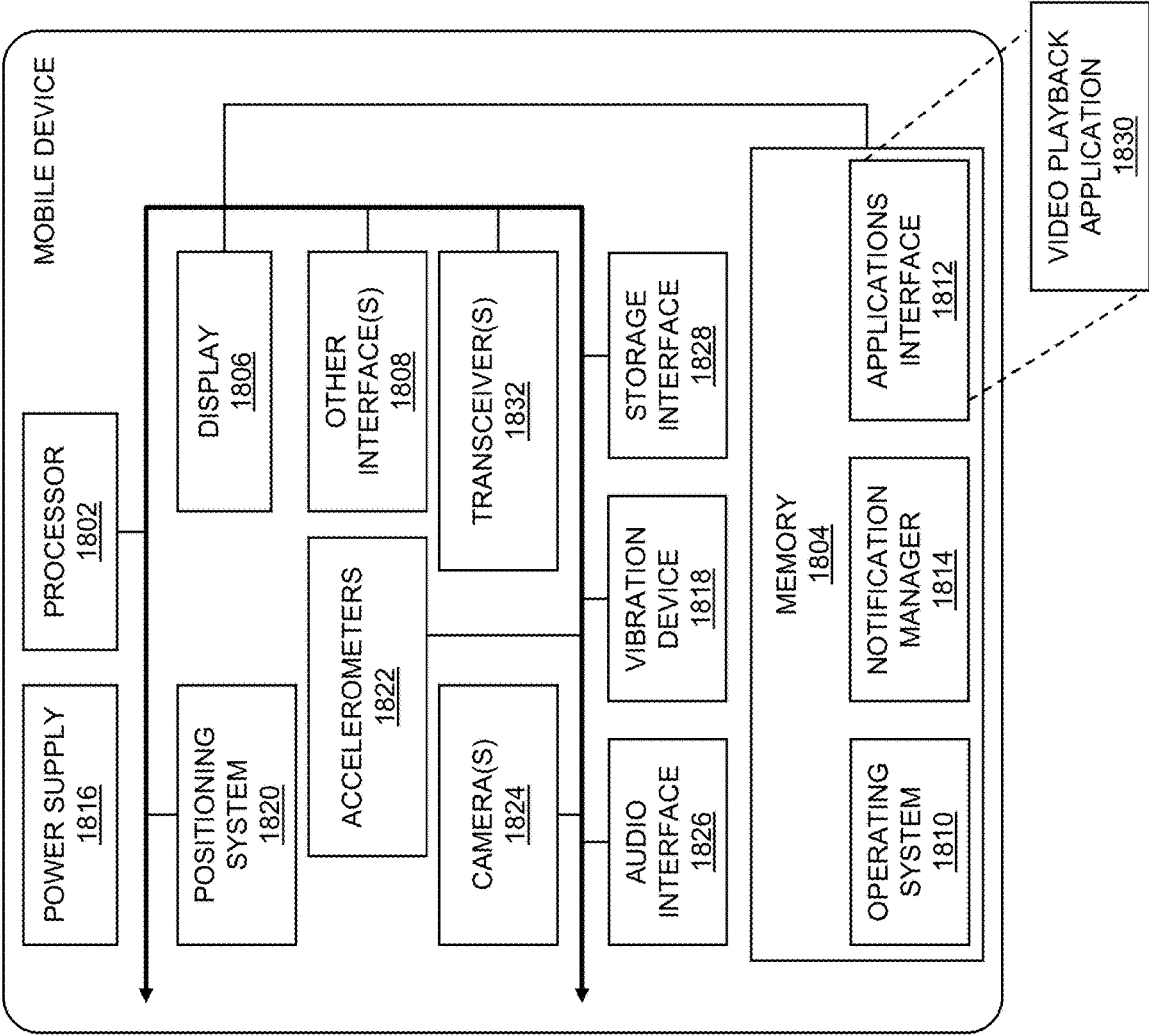 MOBILE DEVICE
POWER SUPPLY
1816
PROCESSOR
1802
POSITIONING
SYSTEM
1820
DISPLAY
1806
ACCELEROMETERS
1822
OTHER
INTERFACE(S)
1808
CAMERA(S)
1824
TRANSCEIVER(S)
1832
AUDIO
INTERFACE
1826
VIBRATION
DEVICE
1818
STORAGE
INTERFACE
1828
MEMORY
1804
OPERATING
SYSTEM
1810
NOTIFICATION
MANAGER
1814
APPLICATIONS
INTERFACE
1812
VIDEO PLAYBACK
APPLICATION
1830